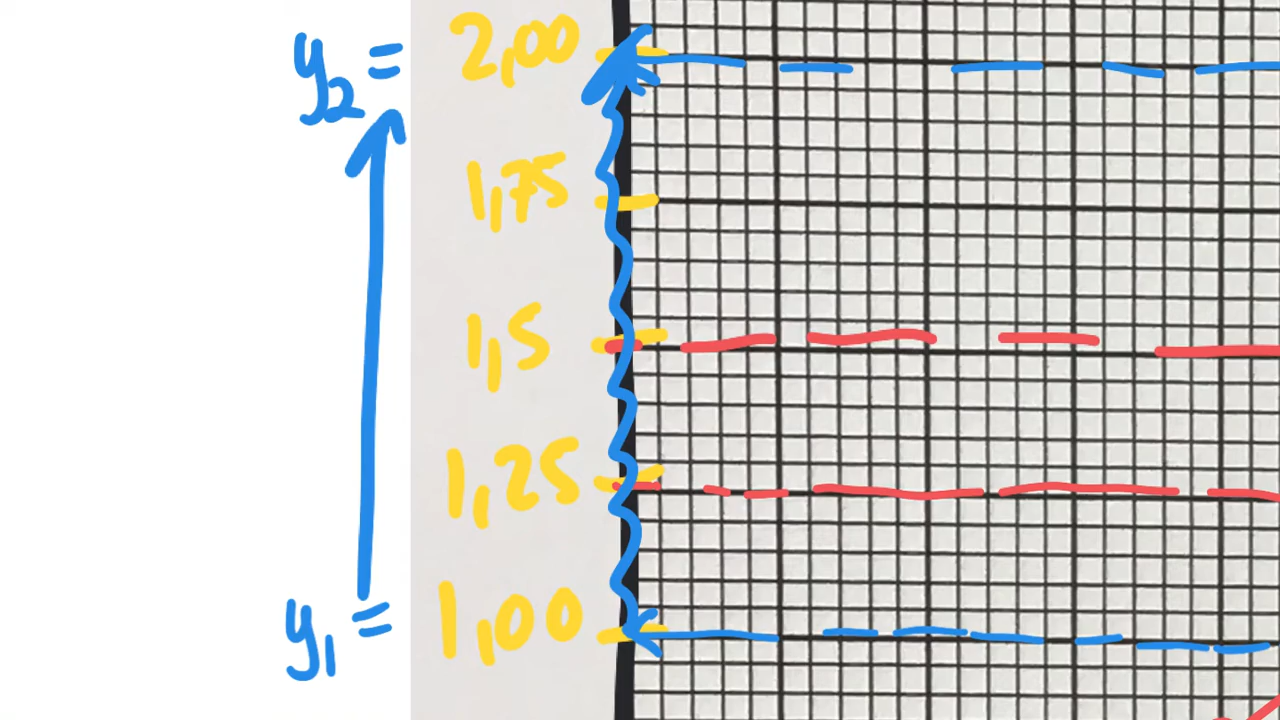 y₂ = 2,00
1,75
1,5
1,25
y₁ = 1,00